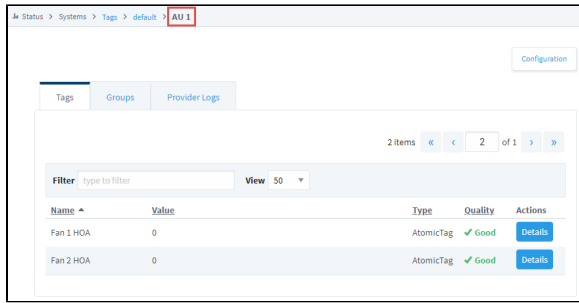 Status > Systems > Tags > default > AU 1
Configuration
Tags Groups Provider Logs
2 items « ‹ 2 of 1 › »
Filter type to filter View 50
Name Value Type Quality Actions
Fan 1 HOA 0 AtomicTag Good Details
Fan 2 HOA 0 AtomicTag Good Details